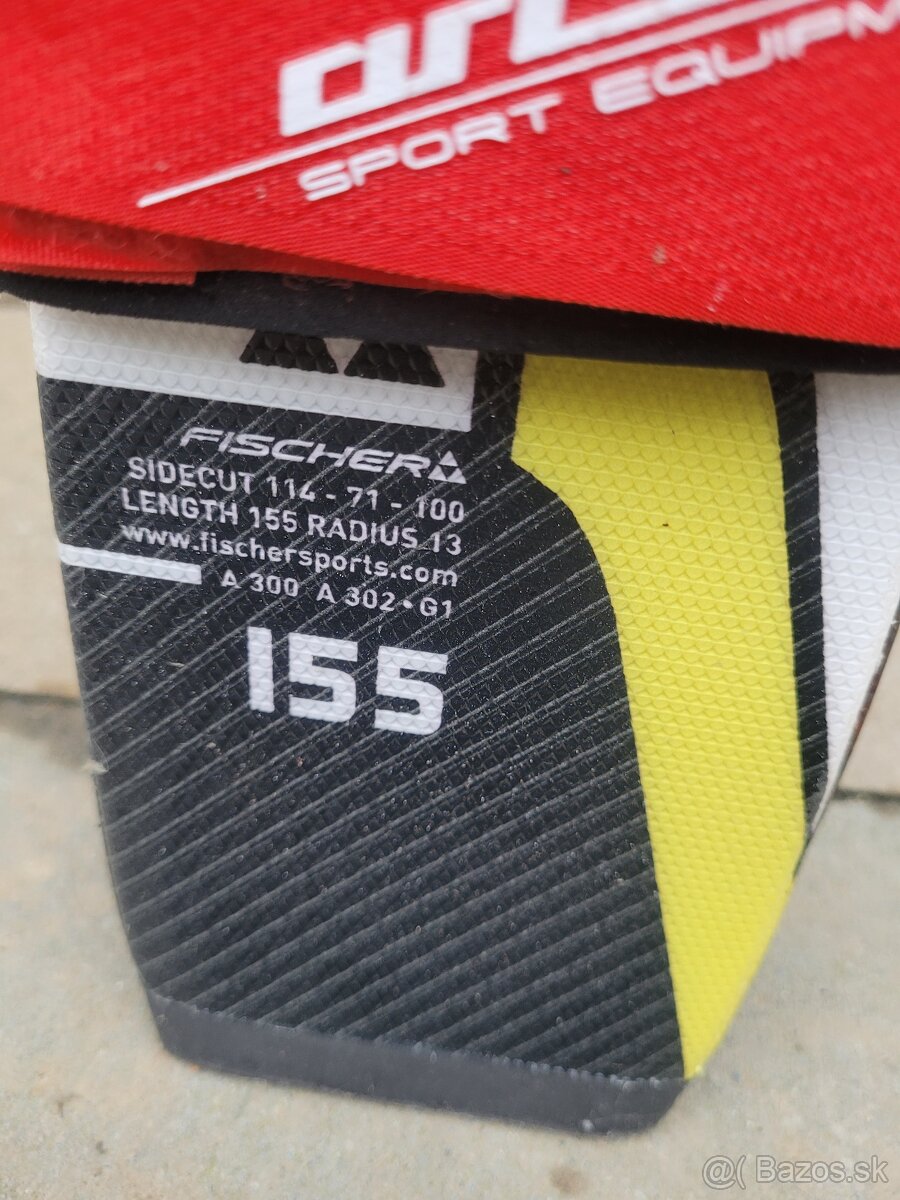 SPORT EQUIPM
FISCHER
SIDECUT 114 - 71 - 100
LENGTH 155 RADIUS 13
www.fischersports.com
A 300 A 302 • G1
155
@( Bazos.sk